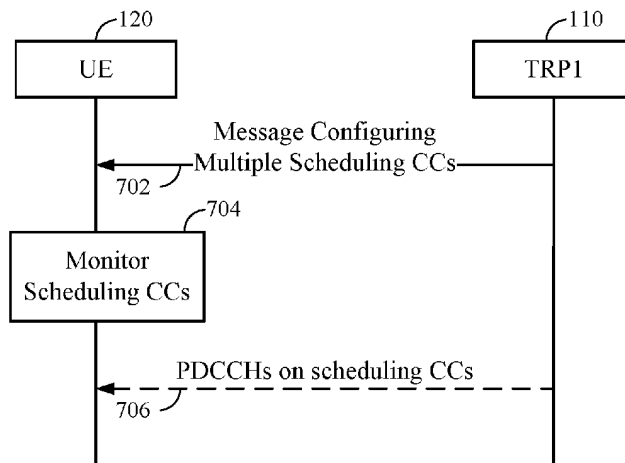 120
110
UE
TRP1
Message Configuring
Multiple Scheduling CCs
702
704
Monitor
Scheduling CCs
PDCCHs on scheduling CCs
706